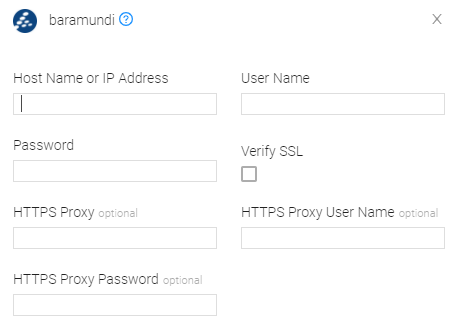 baramundi ?
X
Host Name or IP Address
User Name
Password
Verify SSL
HTTPS Proxy optional
HTTPS Proxy User Name optional
HTTPS Proxy Password optional